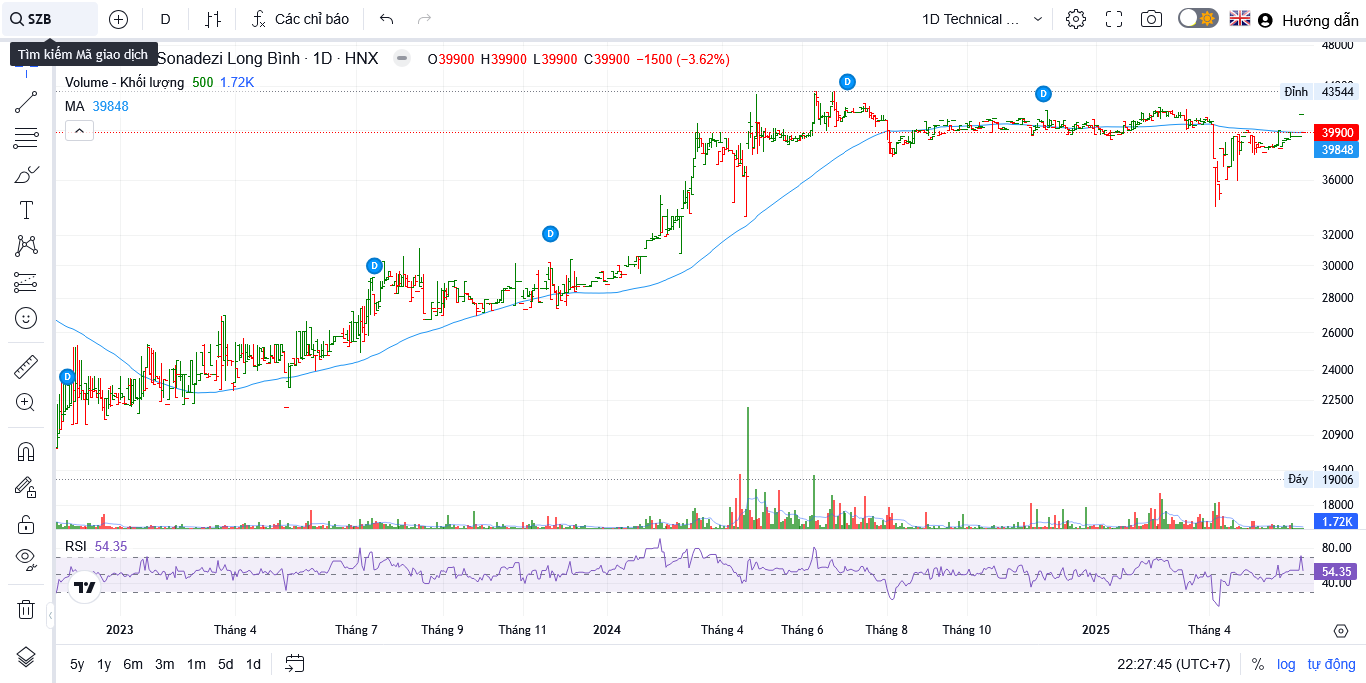 SZB
D
Các chỉ báo
1D Technical ...
Hướng dẫn
Tìm kiếm Mã giao dịch
Sonadezi Long Bình · 1D · HNX
O39900 H39900 L39900 C39900 −1500 (−3.62%)
Volume - Khối lượng 500 1.72K
MA 39848
48000
Đỉnh 43544
39900
39848
36000
32000
30000
28000
26000
24000
22500
20900
19400
Đáy 19006
18000
1.72K
RSI 54.35
80.00
54.35
40.00
D
D
D
D
D
2023 Tháng 4 Tháng 7 Tháng 9 Tháng 11 2024 Tháng 4 Tháng 6 Tháng 8 Tháng 10 2025 Tháng 4
5y 1y 6m 3m 1m 5d 1d
22:27:45 (UTC+7) % log tự động